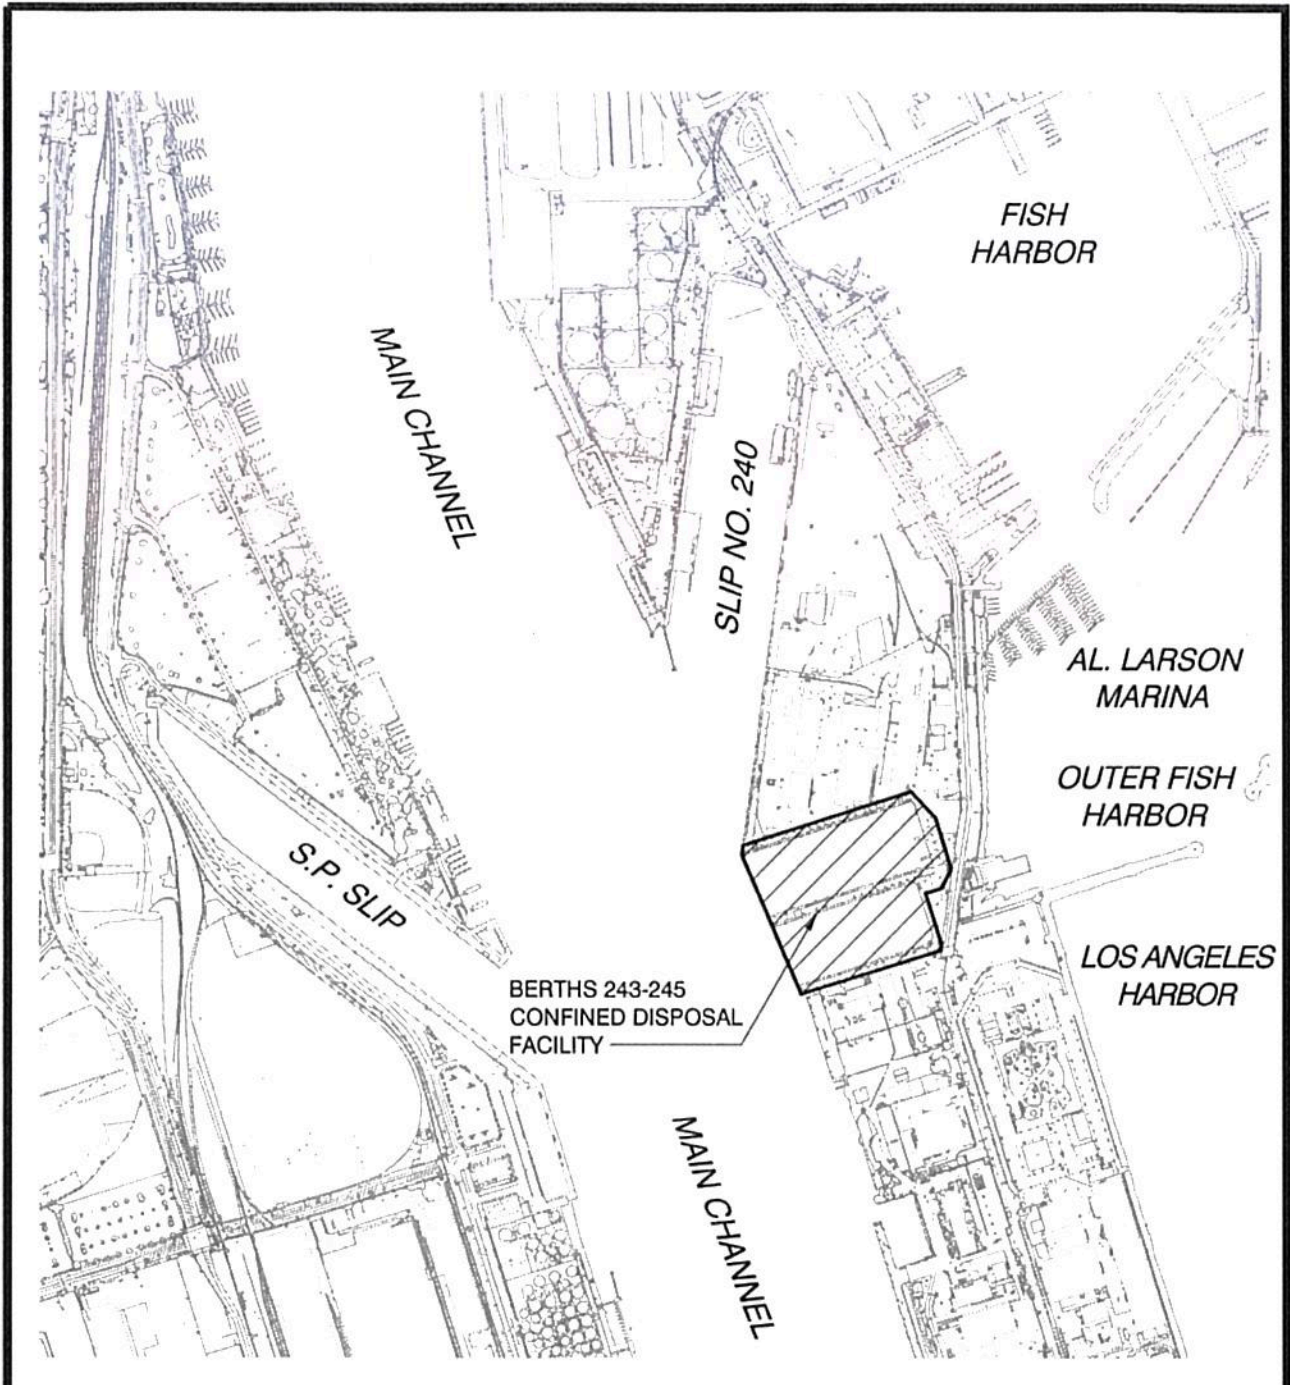 FISH
HARBOR
MAIN CHANNEL
SLIP NO. 240
AL. LARSON
MARINA
OUTER FISH
HARBOR
S.P. SLIP
LOS ANGELES
HARBOR
BERTHS 243-245
CONFINED DISPOSAL
FACILITY
MAIN CHANNEL